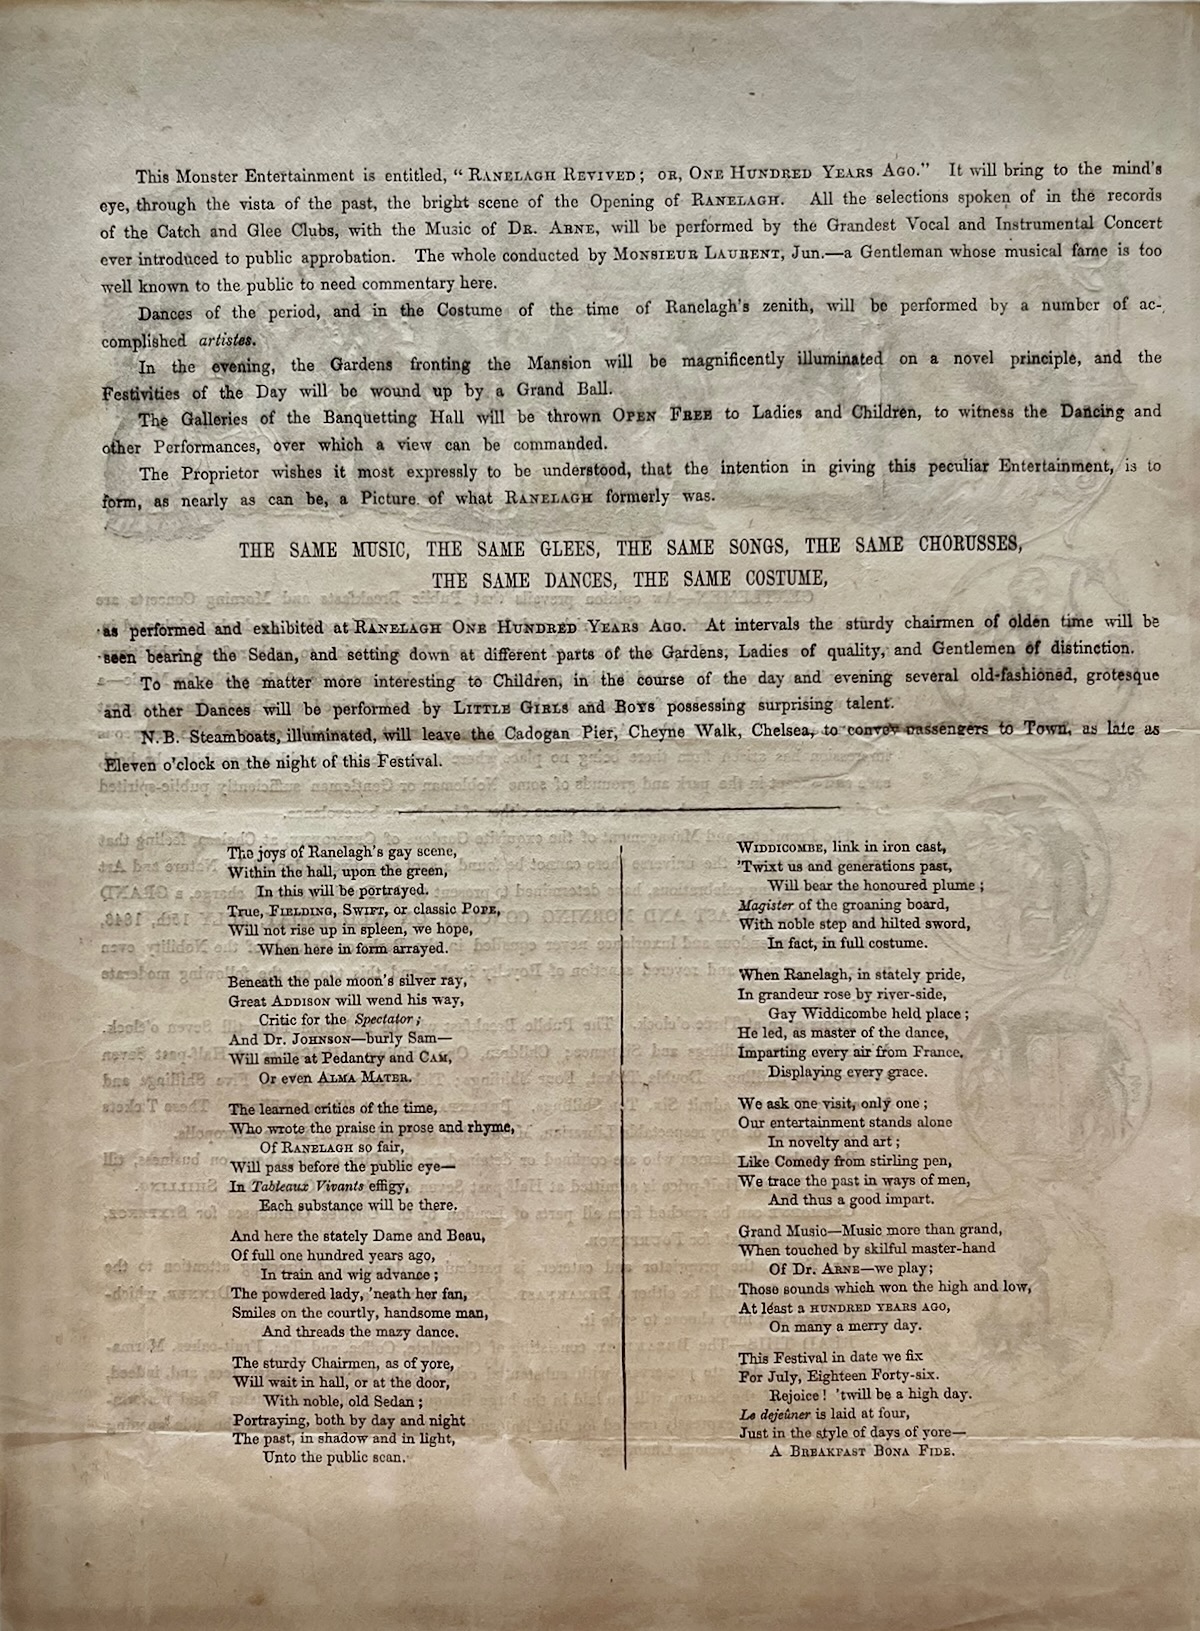 This Monster Entertainment is entitled, “ RANELAGH REVIVED ; OR, ONE HUNDRED YEARS AGO.” It will bring to the mind's
eye, through the vista of the past, the bright scene of the Opening of RANELAGH. All the selections spoken of in the records
of the Catch and Glee Clubs, with the Music of DR. ARNE, will be performed by the Grandest Vocal and Instrumental Concert
ever introduced to public approbation. The whole conducted by MONSIEUR LAURENT, Jun.—a Gentleman whose musical fame is too
well known to the public to need commentary here.
Dances of the period, and in the Costume of the time of Ranelagh's zenith, will be performed by a number of ac-
complished artistes.
In the evening, the Gardens fronting the Mansion will be magnificently illuminated on a novel principle, and the
Festivities of the Day will be wound up by a Grand Ball.
The Galleries of the Banquetting Hall will be thrown OPEN FREE to Ladies and Children, to witness the Dancing and
other Performances, over which a view can be commanded.
The Proprietor wishes it most expressly to be understood, that the intention in giving this peculiar Entertainment, is to
form, as nearly as can be, a Picture of what RANELAGH formerly was.
THE SAME MUSIC, THE SAME GLEES, THE SAME SONGS, THE SAME CHORUSSES,
THE SAME DANCES, THE SAME COSTUME,
as performed and exhibited at RANELAGH ONE HUNDRED YEARS AGO. At intervals the sturdy chairmen of olden time will be
seen bearing the Sedan, and setting down at different parts of the Gardens, Ladies of quality, and Gentlemen of distinction.
To make the matter more interesting to Children, in the course of the day and evening several old-fashioned, grotesque
and other Dances will be performed by LITTLE GIRLS and BOYS possessing surprising talent.
N.B. Steamboats, illuminated, will leave the Cadogan Pier, Cheyne Walk, Chelsea, to convey passengers to Town, as late as
Eleven o'clock on the night of this Festival.
The joys of Ranelagh's gay scene,
Within the hall, upon the green,
In this will be portrayed.
True, FIELDING, SWIFT, or classic POPE,
Will not rise up in spleen, we hope,
When here in form arrayed.
Beneath the pale moon's silver ray,
Great ADDISON will wend his way,
Critic for the Spectator ;
And Dr. JOHNSON—burly Sam—
Will smile at Pedantry and CAM,
Or even ALMA MATER.
The learned critics of the time,
Who wrote the praise in prose and rhyme,
Of RANELAGH so fair,
Will pass before the public eye—
In Tableaux Vivants effigy,
Each substance will be there.
And here the stately Dame and Beau,
Of full one hundred years ago,
In train and wig advance ;
The powdered lady, 'neath her fan,
Smiles on the courtly, handsome man,
And threads the mazy dance.
The sturdy Chairmen, as of yore,
Will wait in hall, or at the door,
With noble, old Sedan ;
Portraying, both by day and night
The past, in shadow and in light,
Unto the public scan.
WIDDICOMBE, link in iron cast,
'Twixt us and generations past,
Will bear the honoured plume ;
Magister of the groaning board,
With noble step and hilted sword,
In fact, in full costume.
When Ranelagh, in stately pride,
In grandeur rose by river-side,
Gay Widdicombe held place ;
He led, as master of the dance,
Imparting every air from France,
Displaying every grace.
We ask one visit, only one ;
Our entertainment stands alone
In novelty and art ;
Like Comedy from stirling pen,
We trace the past in ways of men,
And thus a good impart.
Grand Music—Music more than grand,
When touched by skilful master-hand
Of Dr. ARNE—we play;
Those sounds which won the high and low,
At least a HUNDRED YEARS AGO,
On many a merry day.
This Festival in date we fix
For July, Eighteen Forty-six.
Rejoice ! 'twill be a high day.
Le dejeûner is laid at four,
Just in the style of days of yore—
A BREAKFAST BONA FIDE.